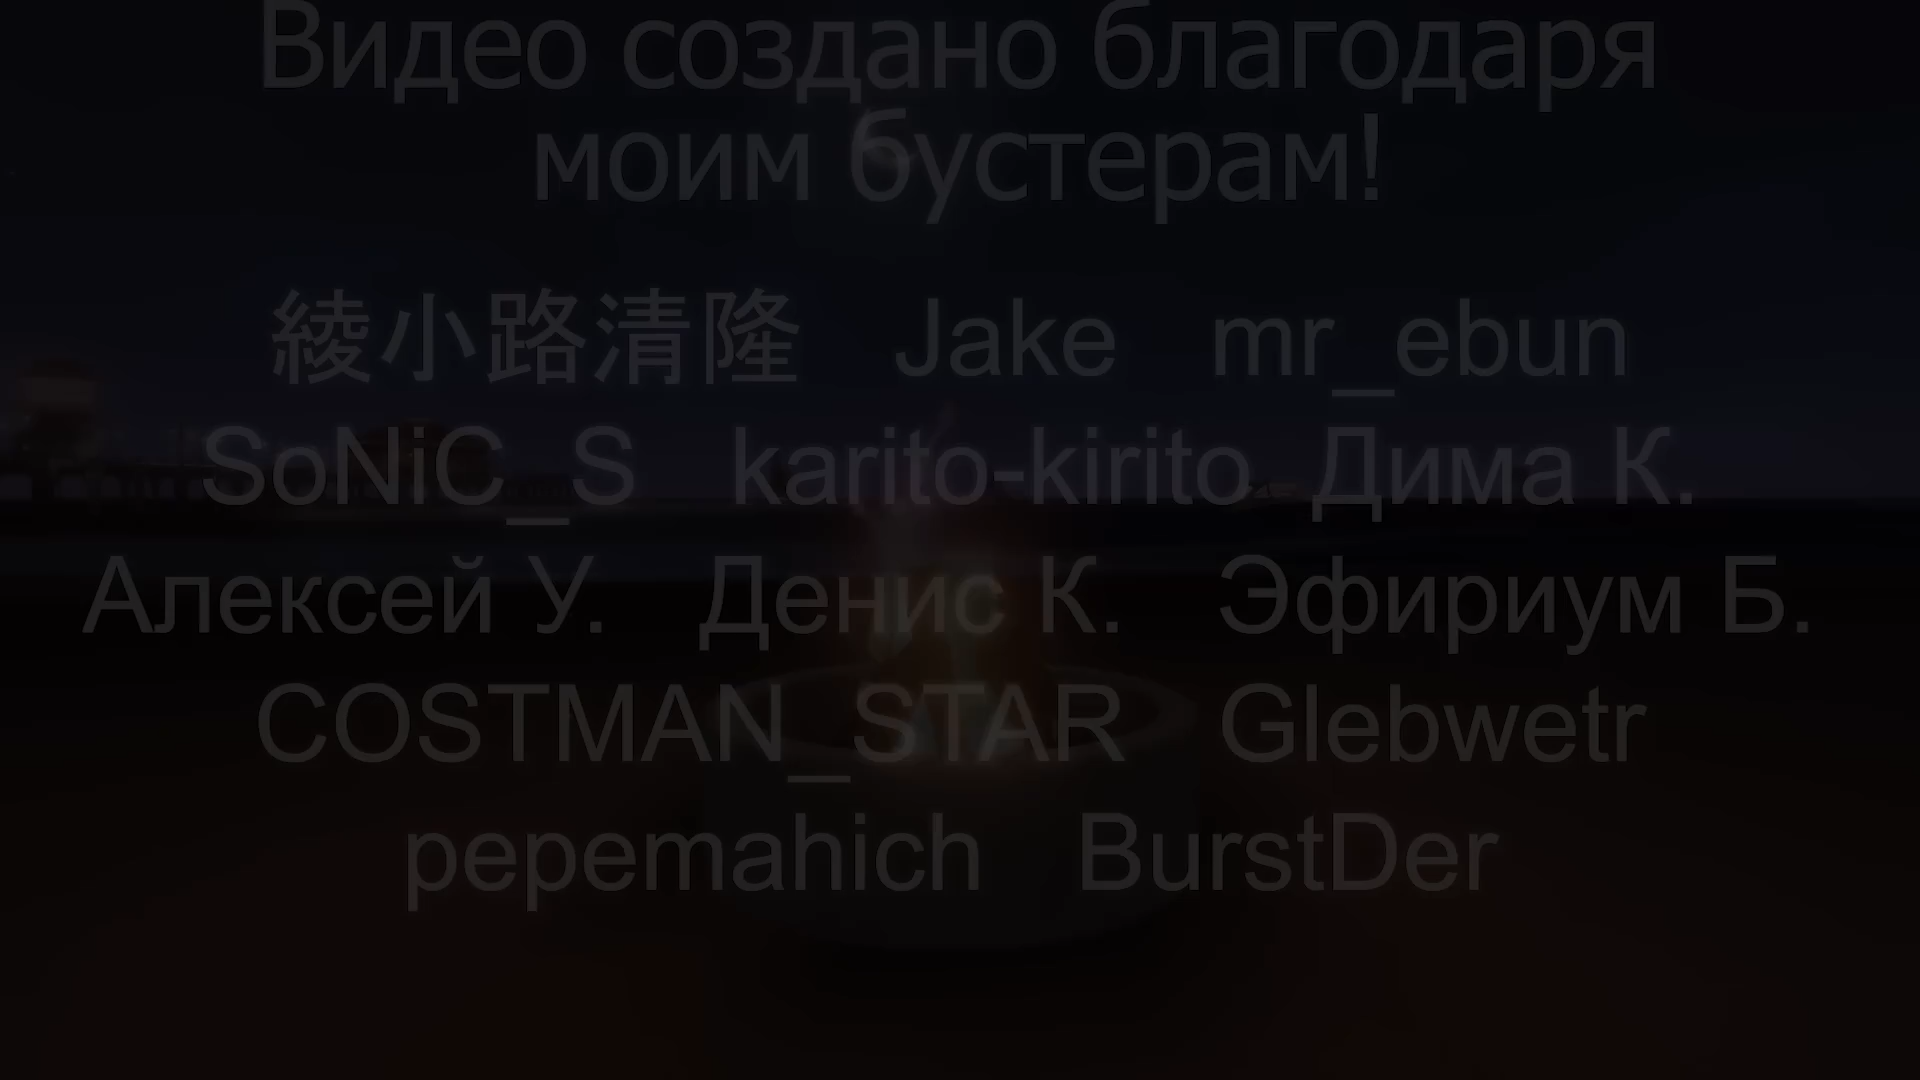 Видео создано благодаря
моим бустерам!
綾小路清隆 Jake mr_ebun
SoNiC_S karito-kirito Дима К.
Алексей У. Денис К. Эфириум Б.
COSTMAN_STAR Glebwetr
pepemahich BurstDer